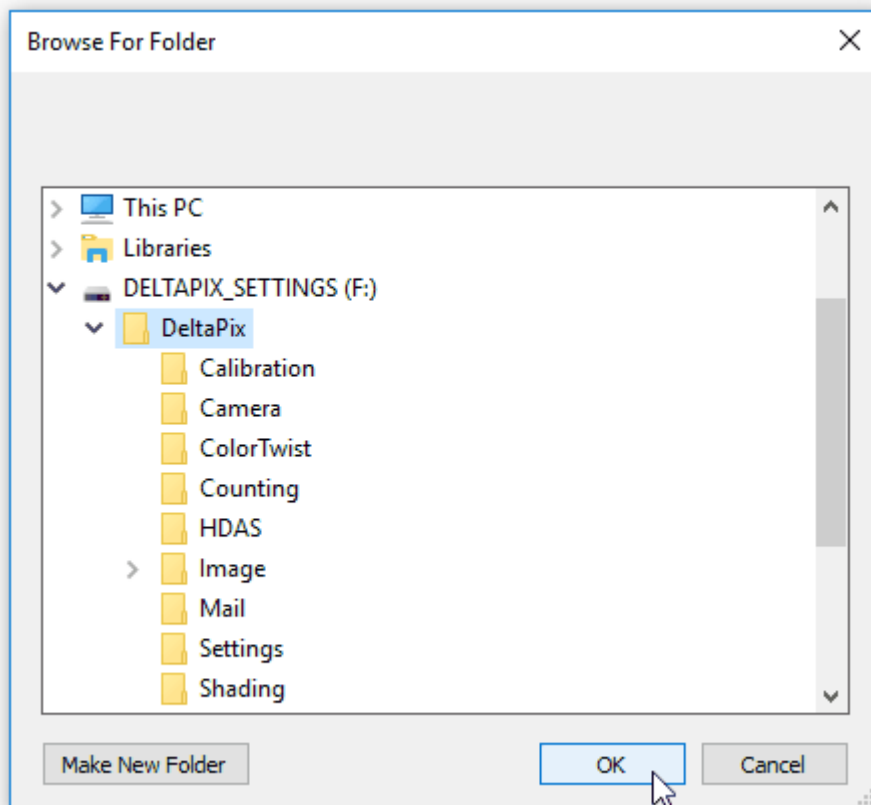 Browse For Folder
This PC
Libraries
DELTAPIX_SETTINGS (F:)
DeltaPix
Calibration
Camera
ColorTwist
Counting
HDAS
Image
Mail
Settings
Shading
Make New Folder
OK
Cancel